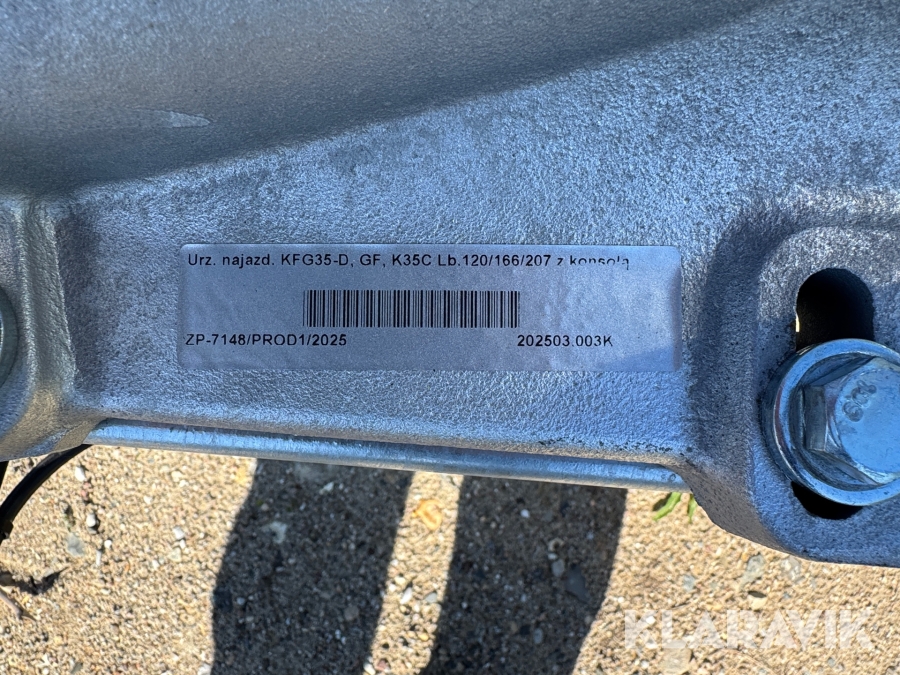 Urz. najazd. KFG35-D, GF, K35C Lb.120/166/207 z konsolą
ZP-7148/PROD1/2025 202503.003K
KLARAVIK